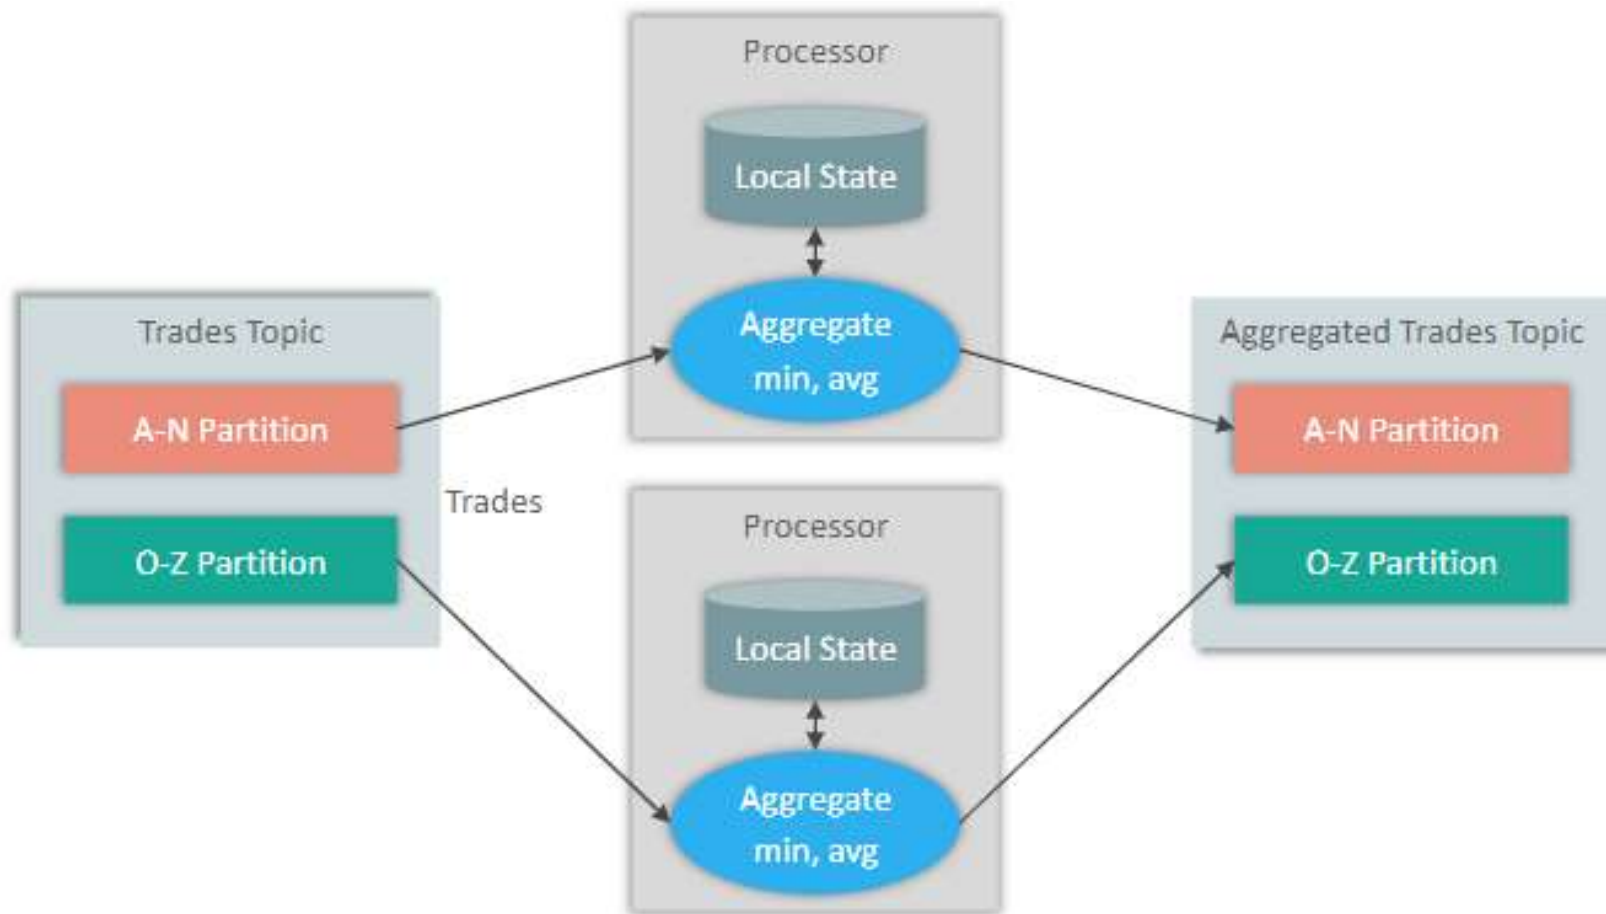 Processor
Local State
Aggregate
min, avg
Trades Topic
A-N Partition
O-Z Partition
Trades
Processor
Local State
Aggregate
min, avg
Aggregated Trades Topic
A-N Partition
O-Z Partition